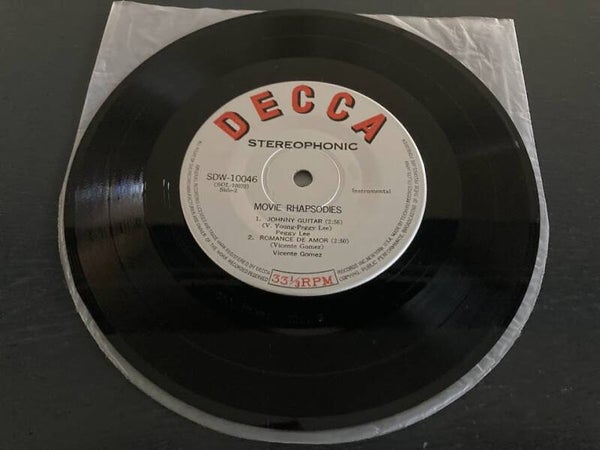 DECCA
STEREOPHONIC
SDW-10046
Side-2
Instrumental
MOVIE RHAPSODIES
1. JOHNNY GUITAR (2:56)
(V. Young-Peggy Lee)
Peggy Lee
2. ROMANCE DE AMOR (2:50)
(Vicente Gomez)
Vicente Gomez
33⅓RPM